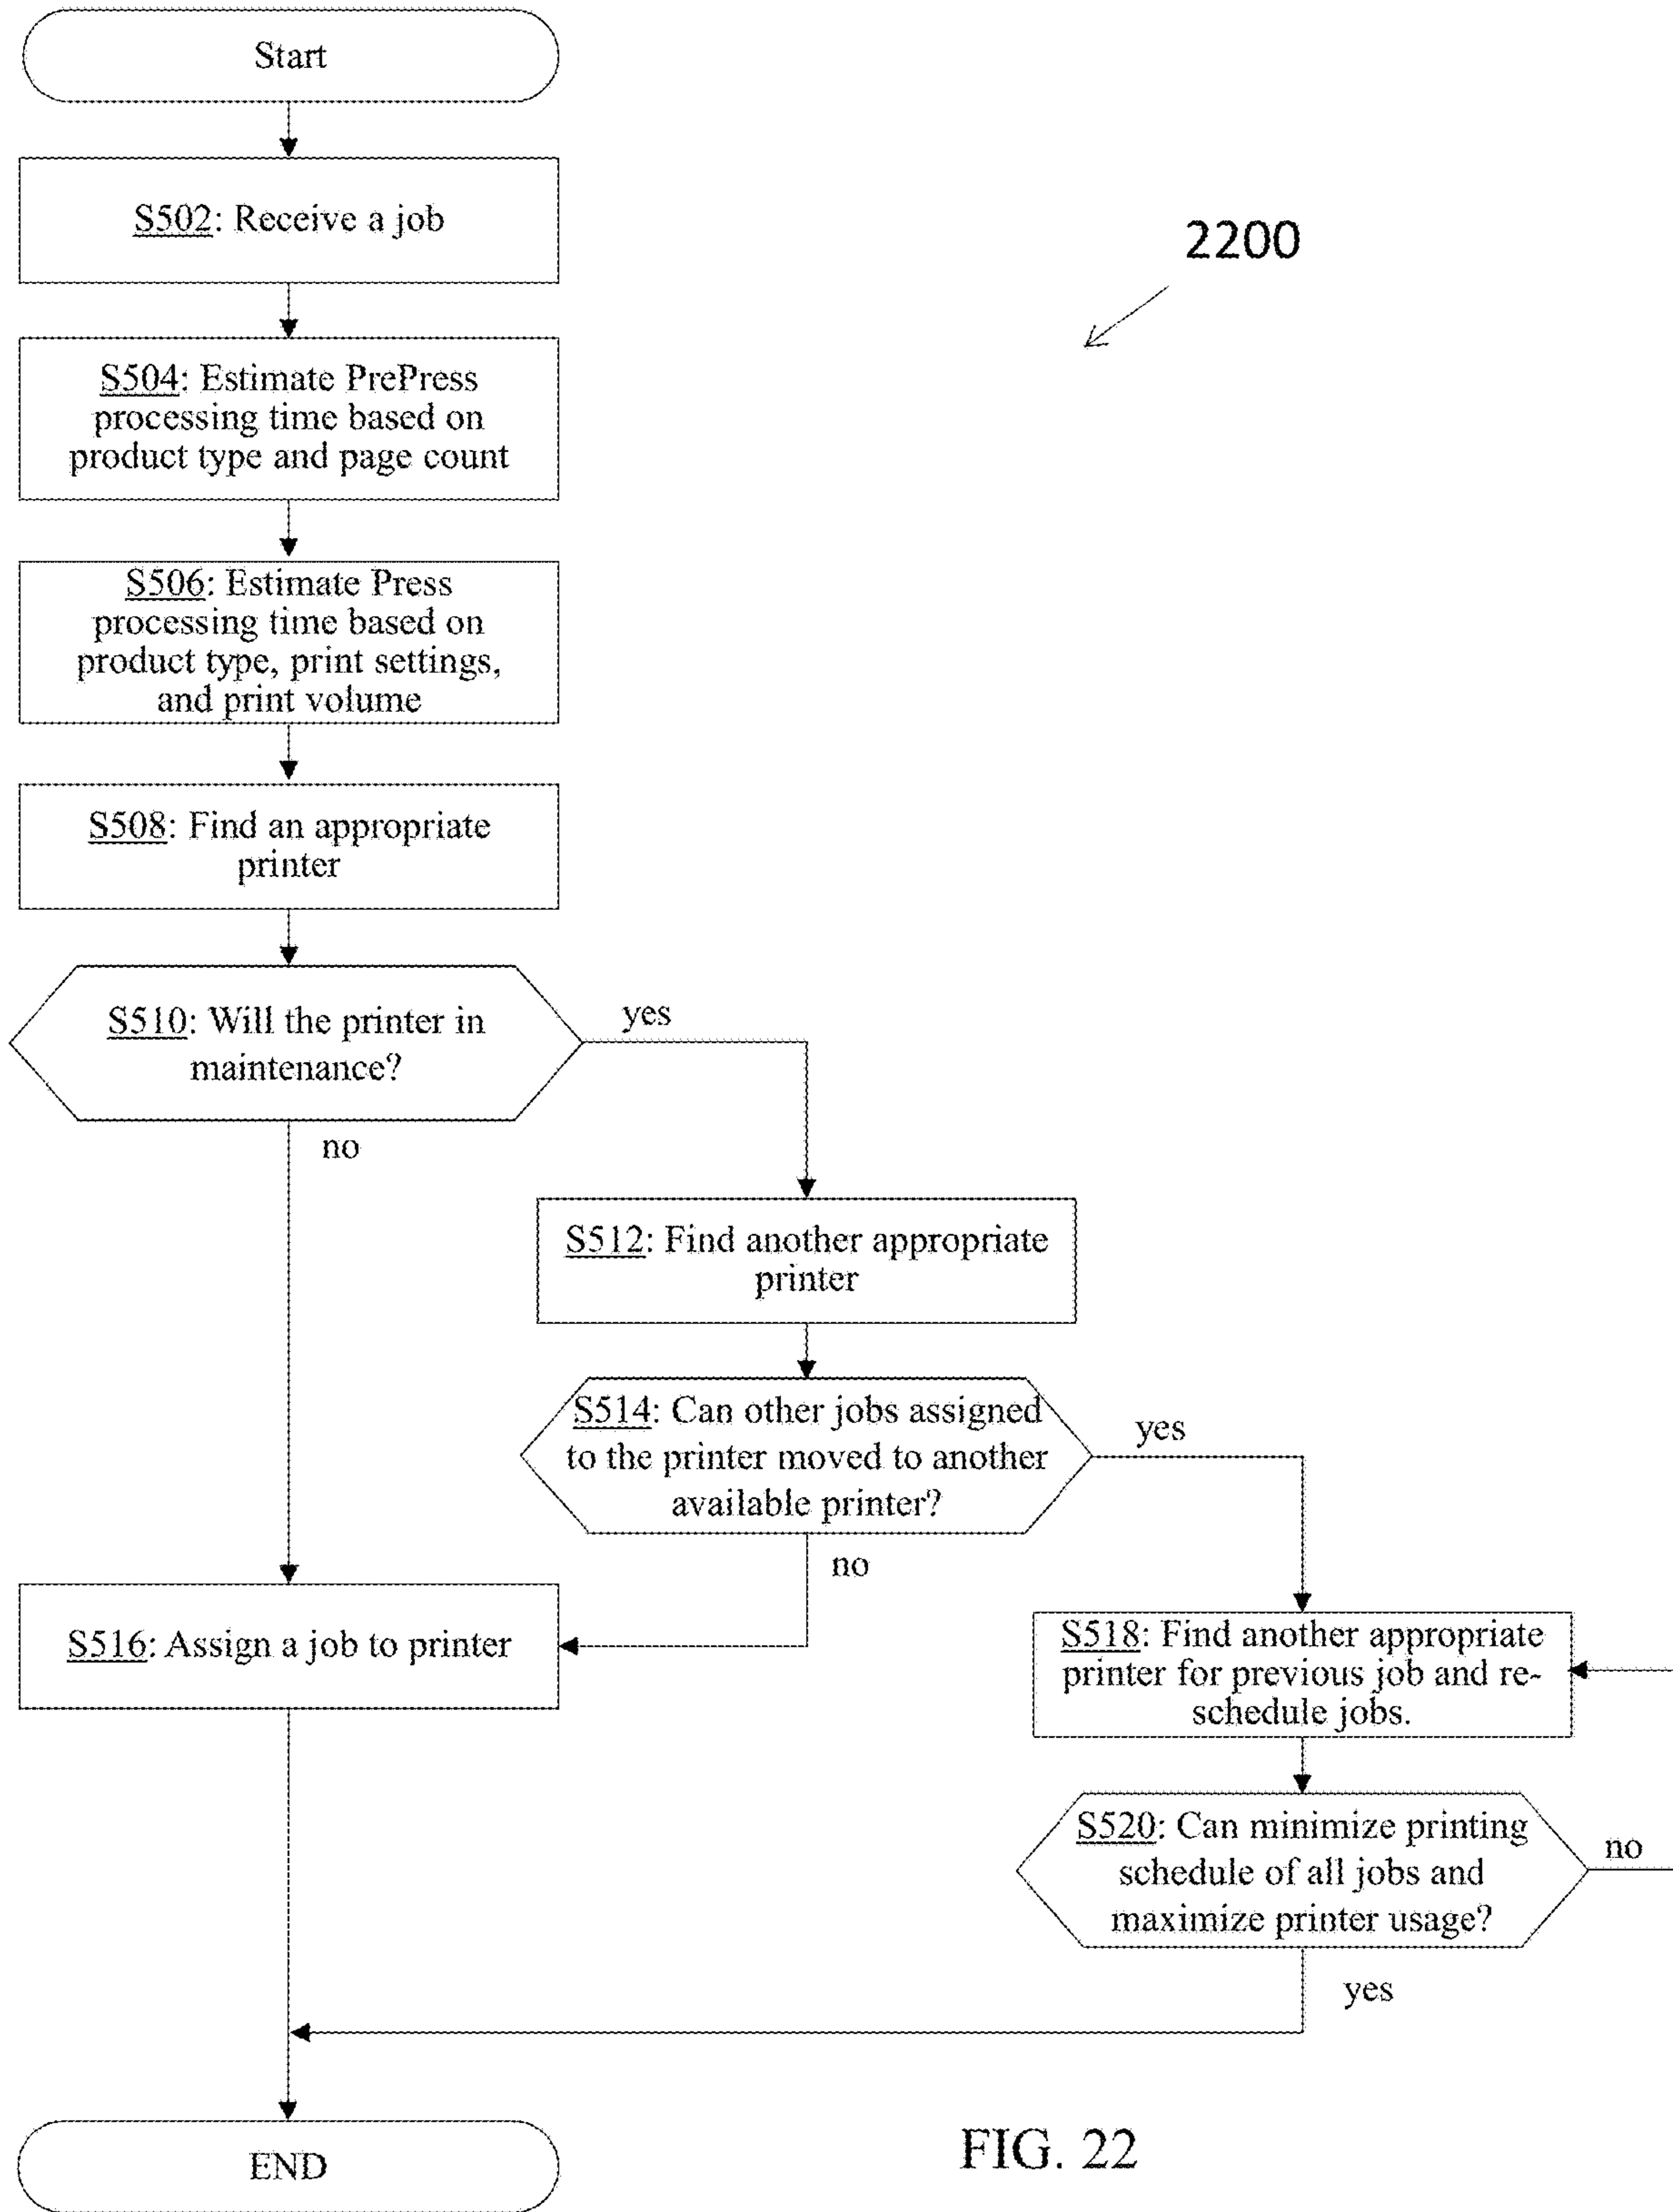 Start
S502: Receive a job
2200
S504: Estimate PrePress
processing time based on
product type and page count
S506: Estimate Press
processing time based on
product type, print settings,
and print volume
S508: Find an appropriate
printer
S510: Will the printer in
maintenance?
yes
no
S512: Find another appropriate
printer
S514: Can other jobs assigned
to the printer moved to another
available printer?
yes
no
S516: Assign a job to printer
S518: Find another appropriate
printer for previous job and re-
schedule jobs.
S520: Can minimize printing
schedule of all jobs and
maximize printer usage?
no
yes
END
FIG. 22